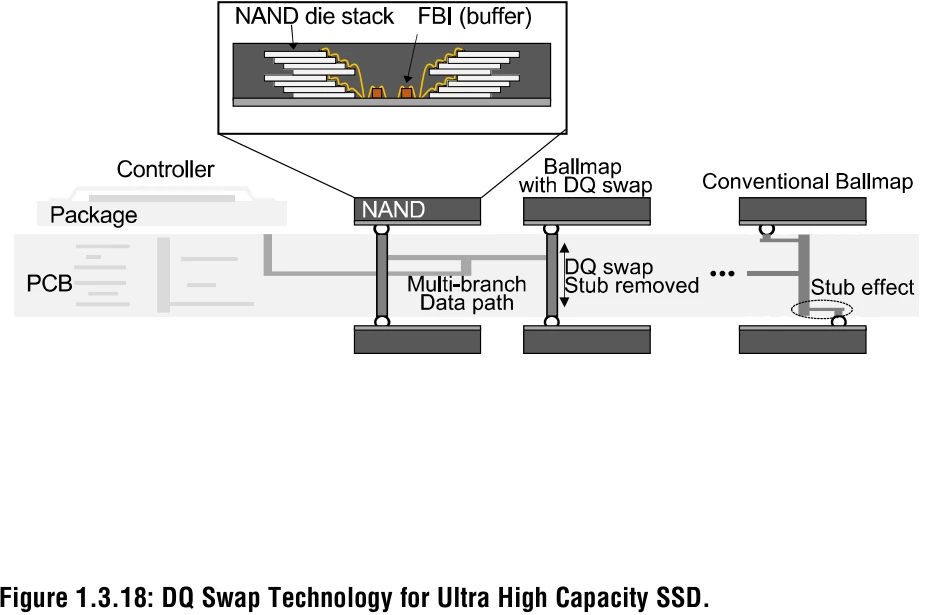 NAND die stack FBI (buffer)
Controller
Package
PCB
NAND
Ballmap
with DQ swap
Conventional Ballmap
Multi-branch
Data path
DQ swap
Stub removed
•••
Stub effect
Figure 1.3.18: DQ Swap Technology for Ultra High Capacity SSD.